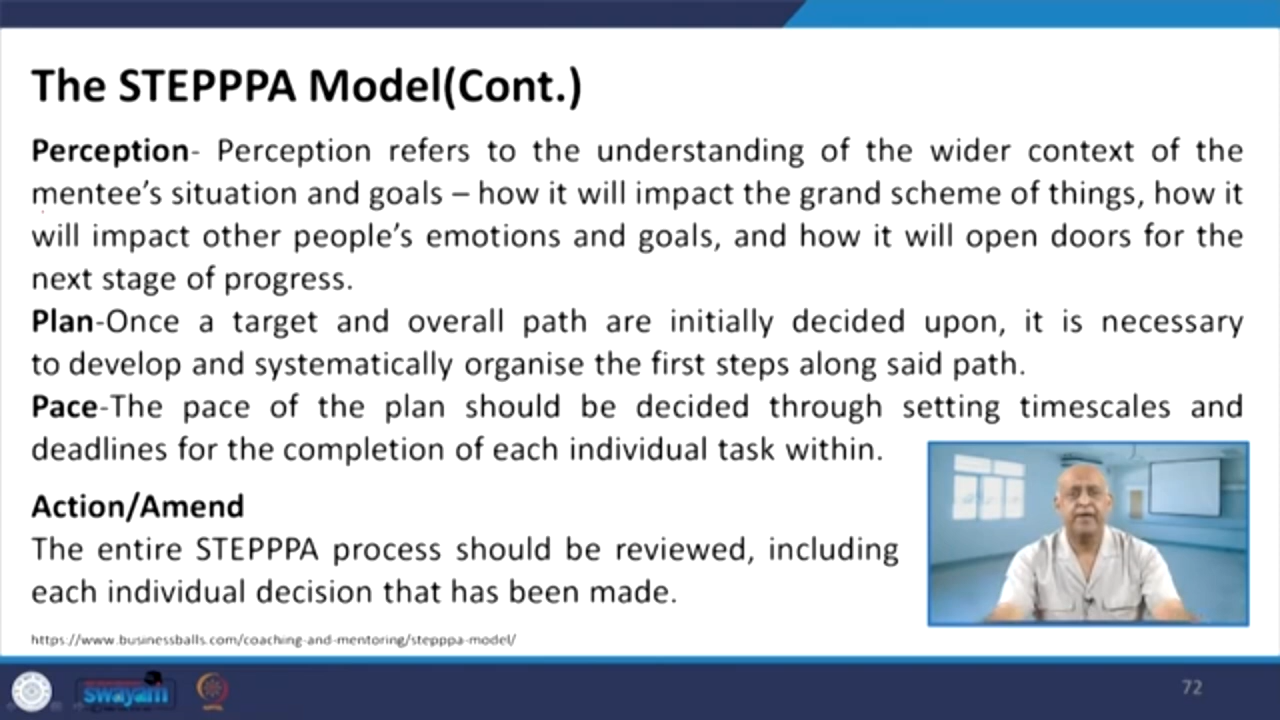 The STEPPPA Model(Cont.)
Perception- Perception refers to the understanding of the wider context of the
mentee's situation and goals – how it will impact the grand scheme of things, how it
will impact other people's emotions and goals, and how it will open doors for the
next stage of progress.
Plan-Once a target and overall path are initially decided upon, it is necessary
to develop and systematically organise the first steps along said path.
Pace-The pace of the plan should be decided through setting timescales and
deadlines for the completion of each individual task within.
Action/Amend
The entire STEPPPA process should be reviewed, including
each individual decision that has been made.
https://www.businessballs.com/coaching-and-mentoring/stepppa-model/
swayam
72